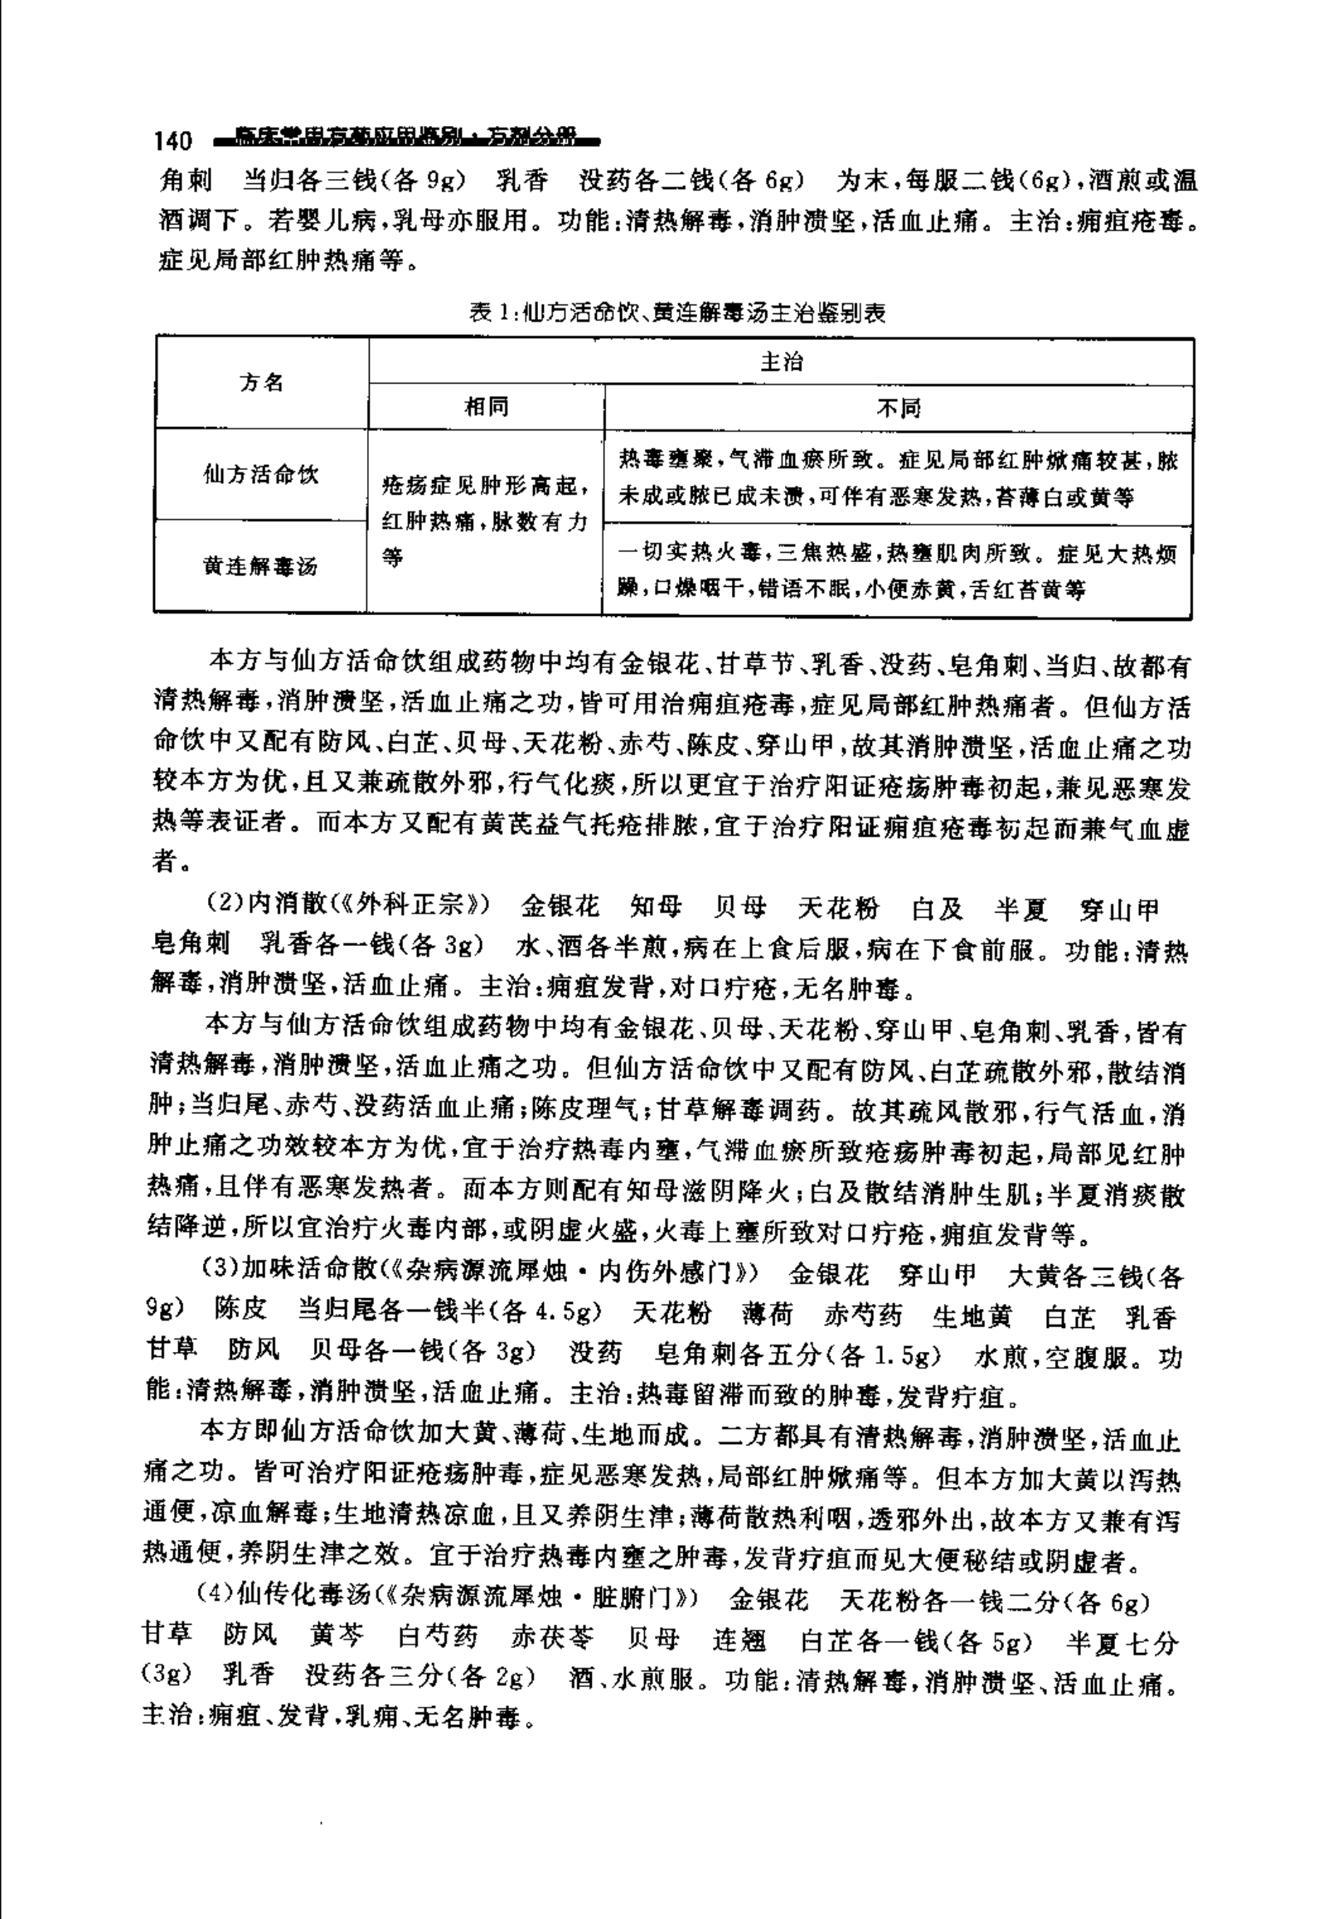 140 临床常用方药应用鉴别·方剂分册
角刺　当归各三钱(各 9g)　乳香　没药各二钱(各 6g)　为末,每服二钱(6g),酒煎或温
酒调下。若婴儿病,乳母亦服用。功能:清热解毒,消肿溃坚,活血止痛。主治:痈疽疮毒。
症见局部红肿热痛等。
表 1:仙方活命饮、黄连解毒汤主治鉴别表
方名
主治
相同
不同
仙方活命饮
疮疡症见肿形高起,
红肿热痛,脉数有力
等
热毒壅聚,气滞血瘀所致。症见局部红肿焮痛较甚,脓
未成或脓已成未溃,可伴有恶寒发热,苔薄白或黄等
黄连解毒汤
一切实热火毒,三焦热盛,热壅肌肉所致。症见大热烦
躁,口燥咽干,错语不眠,小便赤黄,舌红苔黄等
本方与仙方活命饮组成药物中均有金银花、甘草节、乳香、没药、皂角刺、当归、故都有
清热解毒,消肿溃坚,活血止痛之功,皆可用治痈疽疮毒,症见局部红肿热痛者。但仙方活
命饮中又配有防风、白芷、贝母、天花粉、赤芍、陈皮、穿山甲,故其消肿溃坚,活血止痛之功
较本方为优,且又兼疏散外邪,行气化痰,所以更宜于治疗阳证疮疡肿毒初起,兼见恶寒发
热等表证者。而本方又配有黄芪益气托疮排脓,宜于治疗阳证痈疽疮毒初起而兼气血虚
者。
(2)内消散(《外科正宗》)　金银花　知母　贝母　天花粉　白及　半夏　穿山甲
皂角刺　乳香各一钱(各 3g)　水、酒各半煎,病在上食后服,病在下食前服。功能:清热
解毒,消肿溃坚,活血止痛。主治:痈疽发背,对口疔疮,无名肿毒。
本方与仙方活命饮组成药物中均有金银花、贝母、天花粉、穿山甲、皂角刺、乳香,皆有
清热解毒,消肿溃坚,活血止痛之功。但仙方活命饮中又配有防风、白芷疏散外邪,散结消
肿;当归尾、赤芍、没药活血止痛;陈皮理气;甘草解毒调药。故其疏风散邪,行气活血,消
肿止痛之功效较本方为优,宜于治疗热毒内壅,气滞血瘀所致疮疡肿毒初起,局部见红肿
热痛,且伴有恶寒发热者。而本方则配有知母滋阴降火;白及散结消肿生肌;半夏消痰散
结降逆,所以宜治疗火毒内部,或阴虚火盛,火毒上壅所致对口疔疮,痈疽发背等。
(3)加味活命散(《杂病源流犀烛·内伤外感门》)　金银花　穿山甲　大黄各三钱(各
9g)　陈皮　当归尾各一钱半(各 4.5g)　天花粉　薄荷　赤芍药　生地黄　白芷　乳香
甘草　防风　贝母各一钱(各 3g)　没药　皂角刺各五分(各 1.5g)　水煎,空腹服。功
能:清热解毒,消肿溃坚,活血止痛。主治:热毒留滞而致的肿毒,发背疔疽。
本方即仙方活命饮加大黄、薄荷、生地而成。二方都具有清热解毒,消肿溃坚,活血止
痛之功。皆可治疗阳证疮疡肿毒,症见恶寒发热,局部红肿焮痛等。但本方加大黄以泻热
通便,凉血解毒;生地清热凉血,且又养阴生津;薄荷散热利咽,透邪外出,故本方又兼有泻
热通便,养阴生津之效。宜于治疗热毒内壅之肿毒,发背疔疽而见大便秘结或阴虚者。
(4)仙传化毒汤(《杂病源流犀烛·脏腑门》)　金银花　天花粉各一钱二分(各 6g)
甘草　防风　黄芩　白芍药　赤茯苓　贝母　连翘　白芷各一钱(各 5g)　半夏七分
(3g)　乳香　没药各三分(各 2g)　酒、水煎服。功能:清热解毒,消肿溃坚、活血止痛。
主治:痈疽、发背,乳痈、无名肿毒。